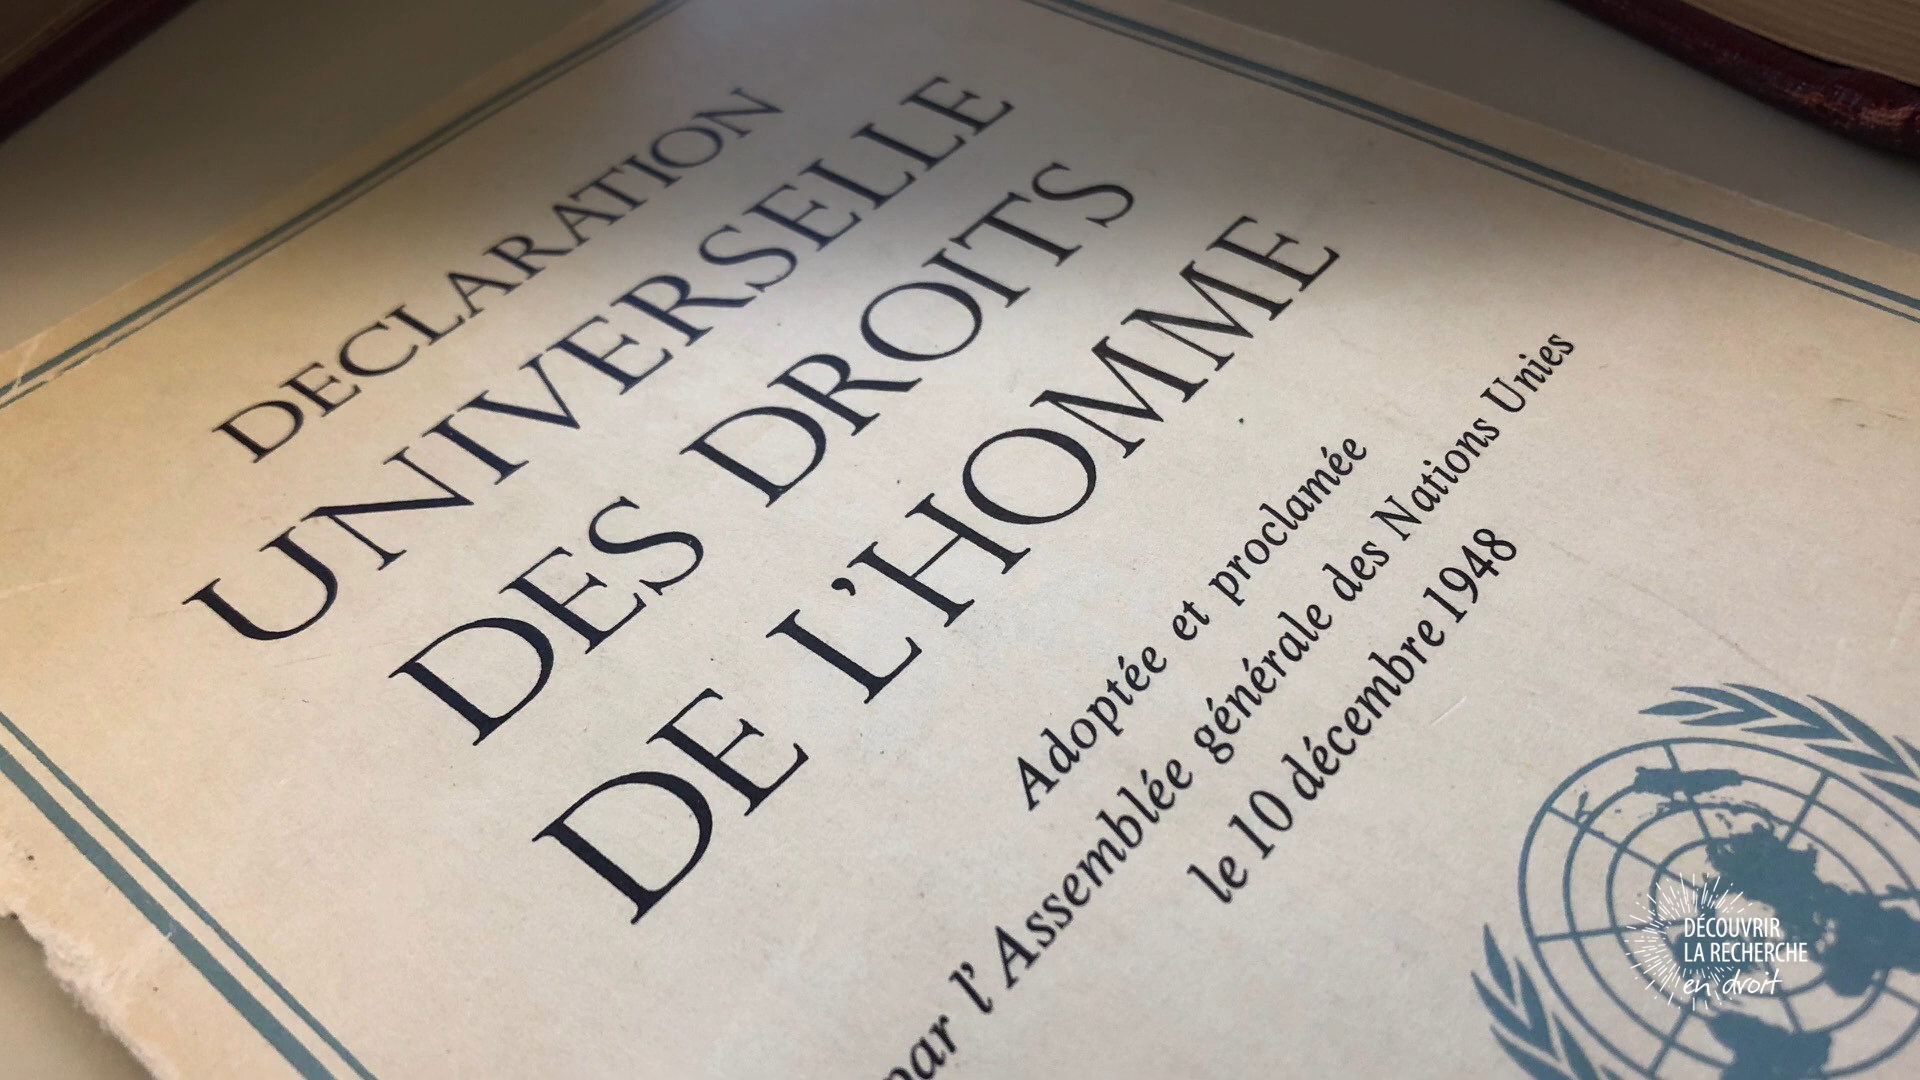 DECLARATION
UNIVERSELLE
DES DROITS
DE L'HOMME
Adoptée et proclamée
par l'Assemblée générale des Nations Unies
le 10 décembre 1948
DÉCOUVRIR
LA RECHERCHE
en droit